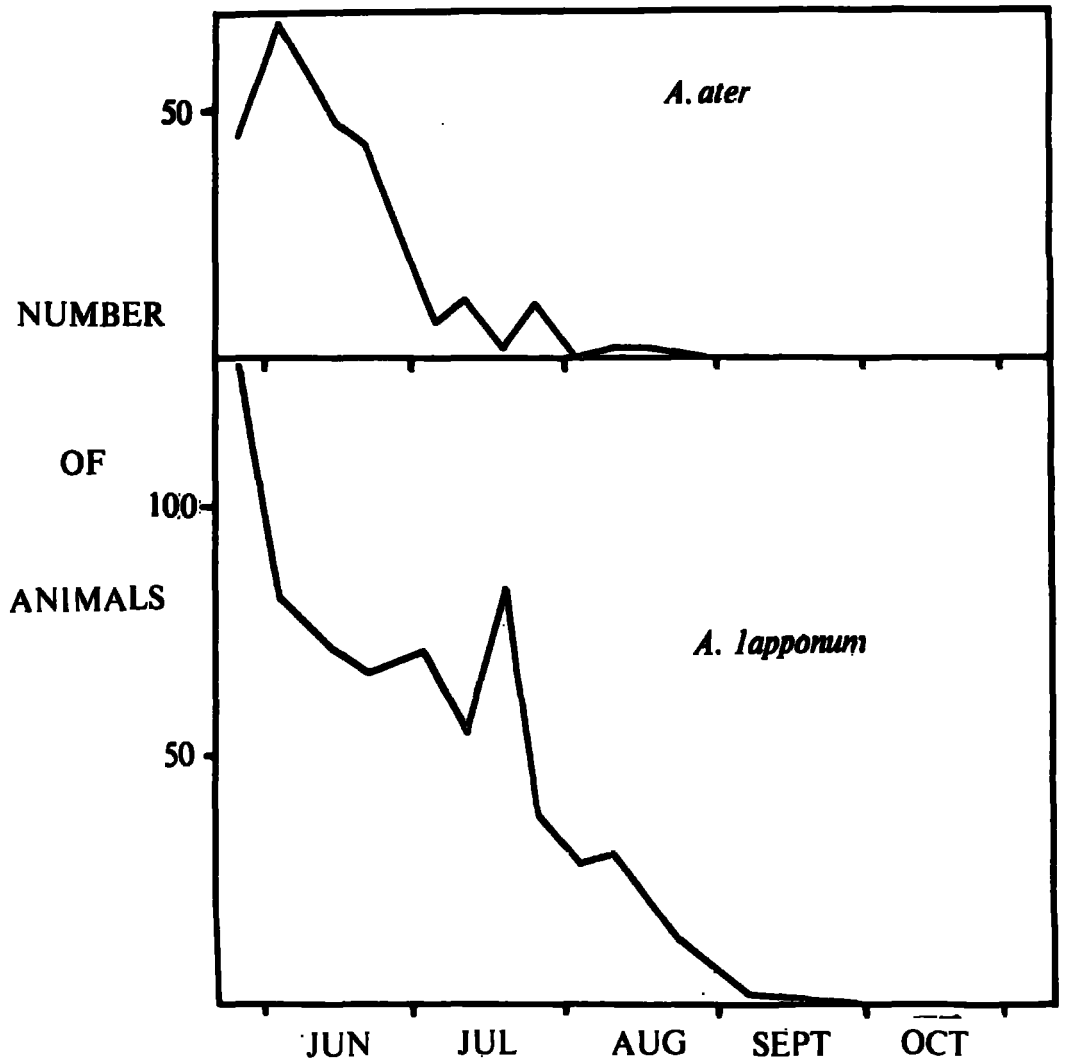 A. ater
50
NUMBER
OF
100
ANIMALS
A. lapponum
50
JUN JUL AUG SEPT OCT